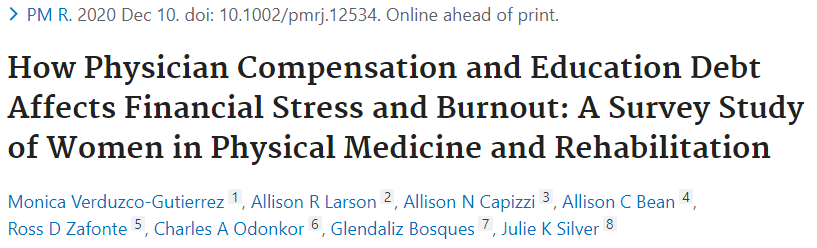 > PM R. 2020 Dec 10. doi: 10.1002/pmrj.12534. Online ahead of print.
How Physician Compensation and Education Debt
Affects Financial Stress and Burnout: A Survey Study
of Women in Physical Medicine and Rehabilitation
Monica Verduzco-Gutierrez 1, Allison R Larson 2, Allison N Capizzi 3, Allison C Bean 4,
Ross D Zafonte 5, Charles A Odonkor 6, Glendaliz Bosques 7, Julie K Silver 8